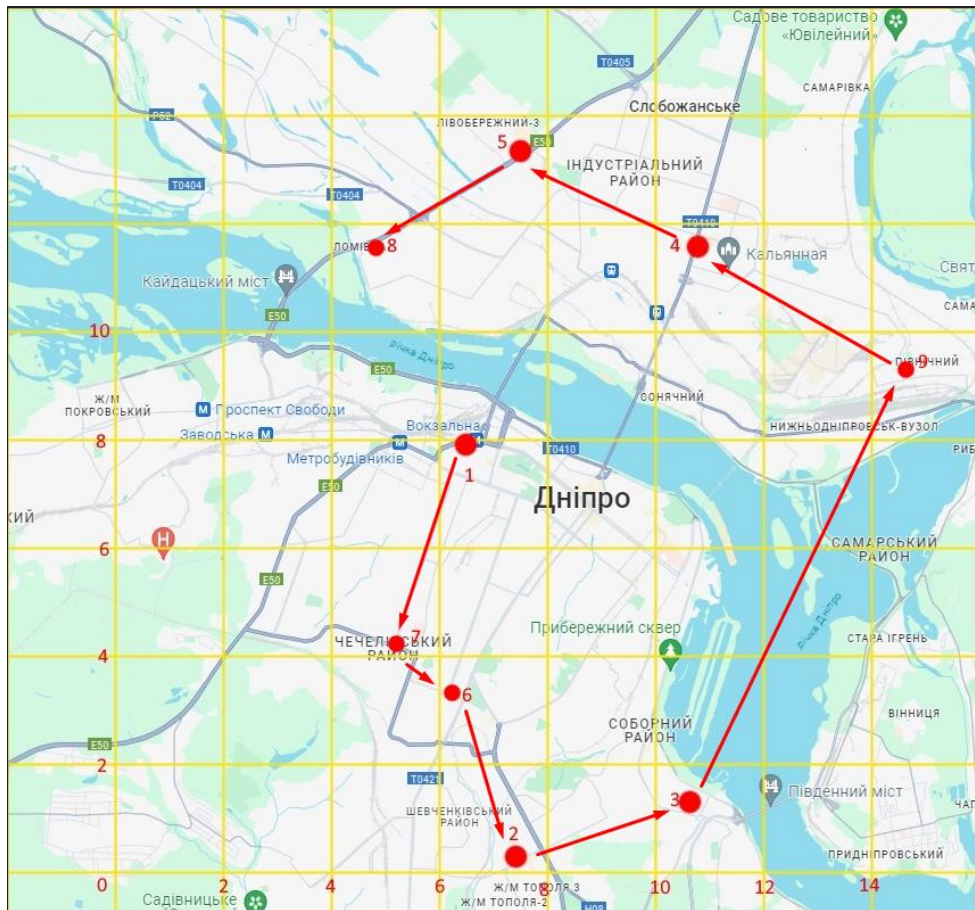 Садове товариство
«Ювілейний»
T0405
САМАРІВКА
Слобожанське
P52
ЛІВОБЕРЕЖНИЙ-3
5
E50
ІНДУСТРІАЛЬНИЙ
РАЙОН
T0404
T0404
T0410
ЛОМІВ
8
4
Кальянная
Свят
Кайдацький міст
САМА
E50
10
річка Дніпро
E50
9
ПІВНІЧНИЙ
Ж/М
ПОКРОВСЬКИЙ
СОНЯЧНИЙ
M Проспект Свободи
Вокзальна
НИЖНЬОДНІПРОВСЬК-ВУЗОЛ
8
Заводська M
M
Метробудівників
T0410
РИБ
1
E50
Дніпро
КИЙ
H
6
САМАРСЬКИЙ
РАЙОН
E50
річка Дніпро
Прибережний сквер
7
СТАРА ІГРЕНЬ
РАЙОН
4
6
ВІННИЦЯ
СОБОРНИЙ
РАЙОН
E50
2
T0421
3
Південний міст
ЧАП
ШЕВЧЕНКІВСЬКИЙ
РАЙОН
2
ПРИДНІПРОВСЬКИЙ
0
2
4
6
8
10
12
14
Ж/М ТОПОЛЯ 3
Ж/М ТОПОЛЯ-2
Садівницьке
H08